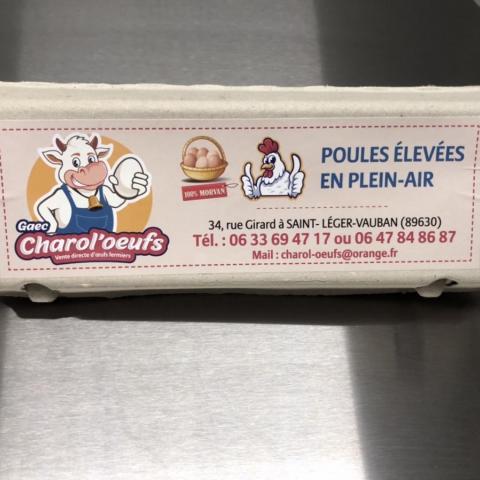 Gaec
Charol'oeufs
Vente directe d'œufs fermiers
100% MORVAN
POULES ÉLEVÉES
EN PLEIN-AIR
34, rue Girard à SAINT- LÉGER-VAUBAN (89630)
Tél. : 06 33 69 47 17 ou 06 47 84 86 87
Mail : charol-oeufs@orange.fr